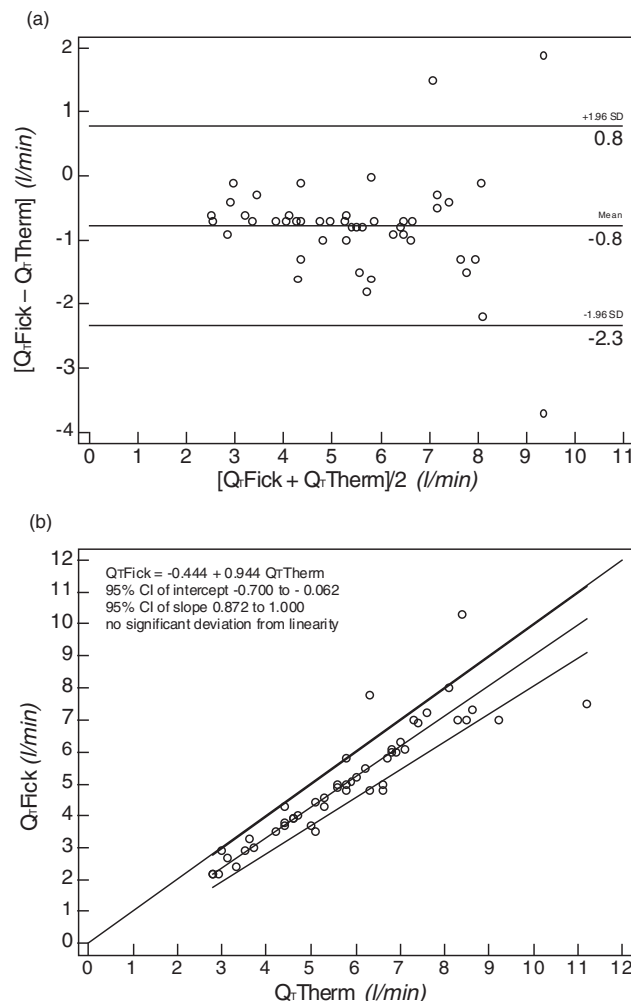 (a)
2
1
0
-1
-2
-3
-4
[QTFick – QTTherm] (l/min)
+1.96 SD
0.8
Mean
-0.8
-1.96 SD
-2.3
0 1 2 3 4 5 6 7 8 9 10 11
[QTFick + QTTherm]/2 (l/min)
(b)
12
11
10
9
8
7
6
5
4
3
2
1
0
QTFick (l/min)
QTFick = -0.444 + 0.944 QTTherm
95% CI of intercept -0.700 to - 0.062
95% CI of slope 0.872 to 1.000
no significant deviation from linearity
0 1 2 3 4 5 6 7 8 9 10 11 12
QTTherm (l/min)